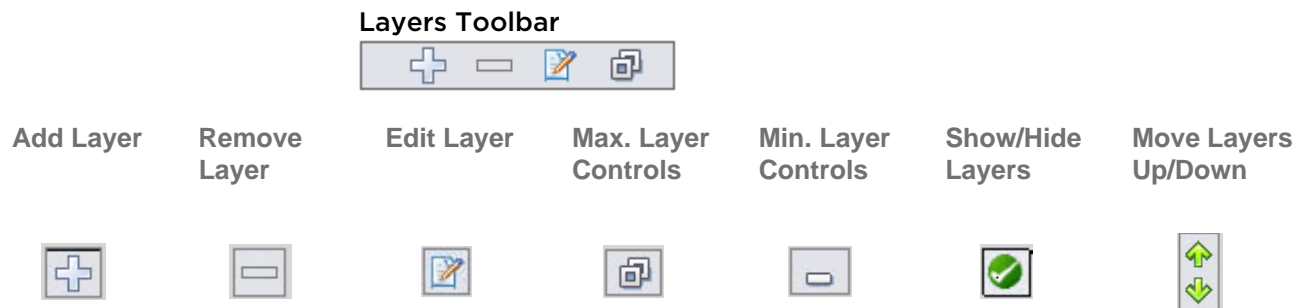 Layers Toolbar
Add Layer
Remove
Layer
Edit Layer
Max. Layer
Controls
Min. Layer
Controls
Show/Hide
Layers
Move Layers
Up/Down